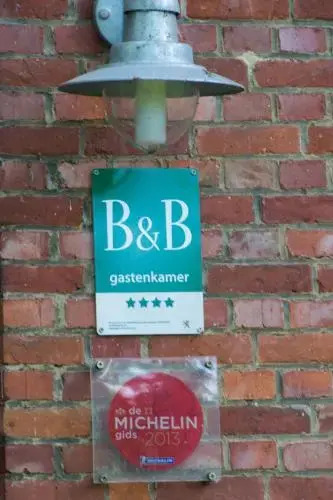 B&B
gastenkamer
de
MICHELIN
gids 2013
MICHELIN